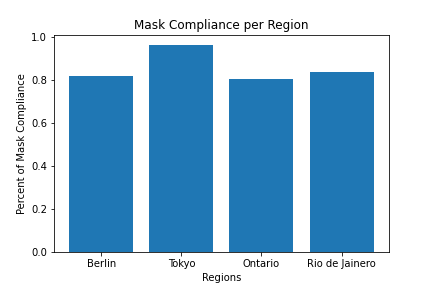 Mask Compliance per Region
1.0
0.8
0.6
0.4
0.2
0.0
Percent of Mask Compliance
Berlin Tokyo Ontario Rio de Jainero
Regions